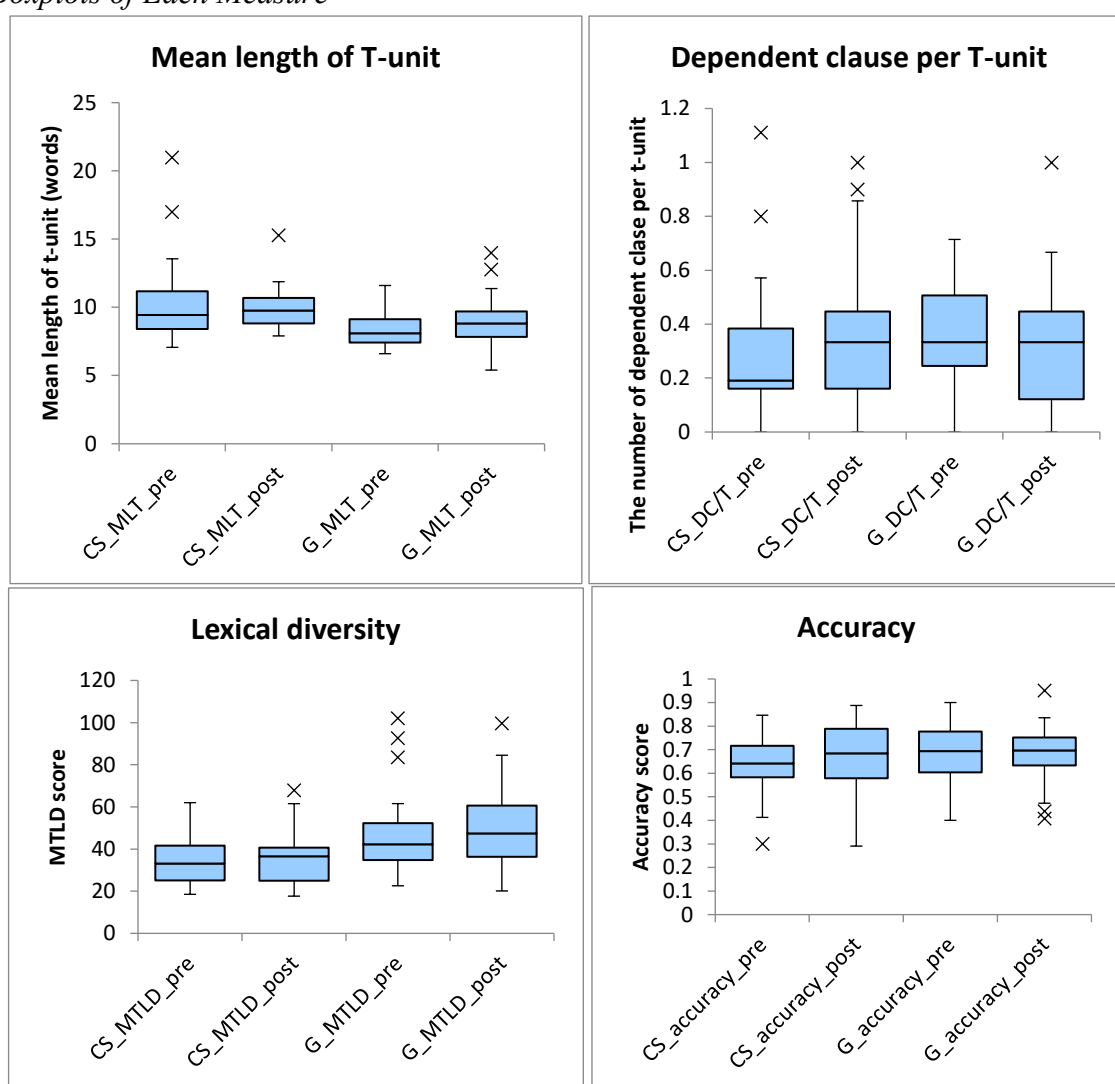 Boxplots of Each Measure
Mean length of T-unit
Mean length of t-unit (words)
25
20
15
10
5
0
CS_MLT_pre
CS_MLT_post
G_MLT_pre
G_MLT_post
Dependent clause per T-unit
The number of dependent clase per t-unit
1.2
1
0.8
0.6
0.4
0.2
0
CS_DC/T_pre
CS_DC/T_post
G_DC/T_pre
G_DC/T_post
Lexical diversity
MTLD score
120
100
80
60
40
20
0
CS_MTLD_pre
CS_MTLD_post
G_MTLD_pre
G_MTLD_post
Accuracy
Accuracy score
1
0.9
0.8
0.7
0.6
0.5
0.4
0.3
0.2
0.1
0
CS_accuracy_pre
CS_accuracy_post
G_accuracy_pre
G_accuracy_post